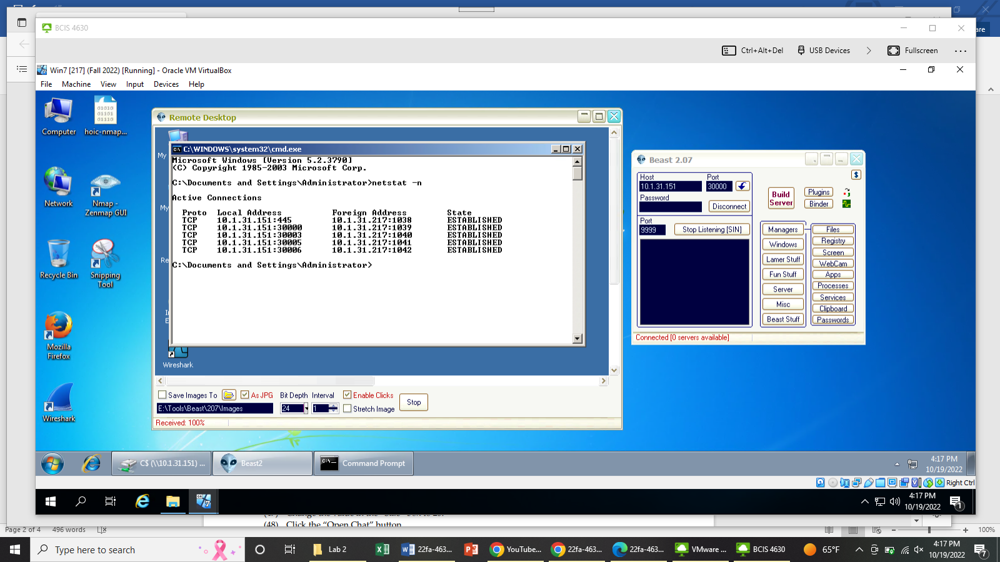 are
BCIS 4630
Ctrl+Alt+Del
USB Devices
Fullscreen
Win7 [217] (Fall 2022) [Running] - Oracle VM VirtualBox
File Machine View Input Devices Help
Computer
hoic-nmap...
Network
Nmap - Zenmap GUI
Recycle Bin
Snipping Tool
Mozilla Firefox
Wireshark
Remote Desktop
My
My
Re
Wireshark
C:\WINDOWS\system32\cmd.exe
Microsoft Windows [Version 5.2.3790]
(C) Copyright 1985-2003 Microsoft Corp.
C:\Documents and Settings\Administrator>netstat -n
Active Connections
Proto Local Address Foreign Address State
TCP 10.1.31.151:445 10.1.31.217:1038 ESTABLISHED
TCP 10.1.31.151:30000 10.1.31.217:1039 ESTABLISHED
TCP 10.1.31.151:30003 10.1.31.217:1040 ESTABLISHED
TCP 10.1.31.151:30005 10.1.31.217:1041 ESTABLISHED
TCP 10.1.31.151:30006 10.1.31.217:1042 ESTABLISHED
C:\Documents and Settings\Administrator>
Save Images To As JPG Bit Depth Interval Enable Clicks Stop
E:\Tools\Beast\207\Images 24 1 Stretch Image
Received: 100%
Beast 2.07
Host Port
10.1.31.151 30000
Password
Disconnect
Port
9999 Stop Listening [SIN]
Build Server
Plugins
Binder
Managers
Windows
Lamer Stuff
Fun Stuff
Server
Misc
Beast Stuff
Files
Registry
Screen
WebCam
Apps
Processes
Services
Clipboard
Passwords
Connected [0 servers available]
C$ (\\10.1.31.151) ...
Beast2
Command Prompt
4:17 PM
10/19/2022
Right Ctrl
4:17 PM
10/19/2022
1
(48) Click the "Open Chat" button
Page 2 of 4 496 words
100%
Type here to search
Lab 2
22fa-463...
YouTube...
22fa-463...
22fa-463...
VMware ...
BCIS 4630
65°F
4:17 PM
10/19/2022
7